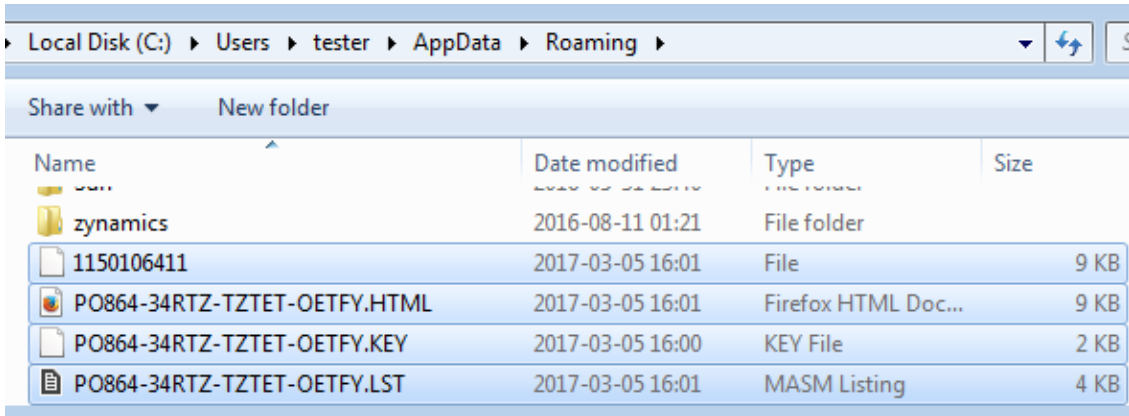 Local Disk (C:) Users tester AppData Roaming
Share with New folder
Name Date modified Type Size
zynamics 2016-08-11 01:21 File folder
1150106411 2017-03-05 16:01 File 9 KB
PO864-34RTZ-TZTET-OETFY.HTML 2017-03-05 16:01 Firefox HTML Doc... 9 KB
PO864-34RTZ-TZTET-OETFY.KEY 2017-03-05 16:00 KEY File 2 KB
PO864-34RTZ-TZTET-OETFY.LST 2017-03-05 16:01 MASM Listing 4 KB